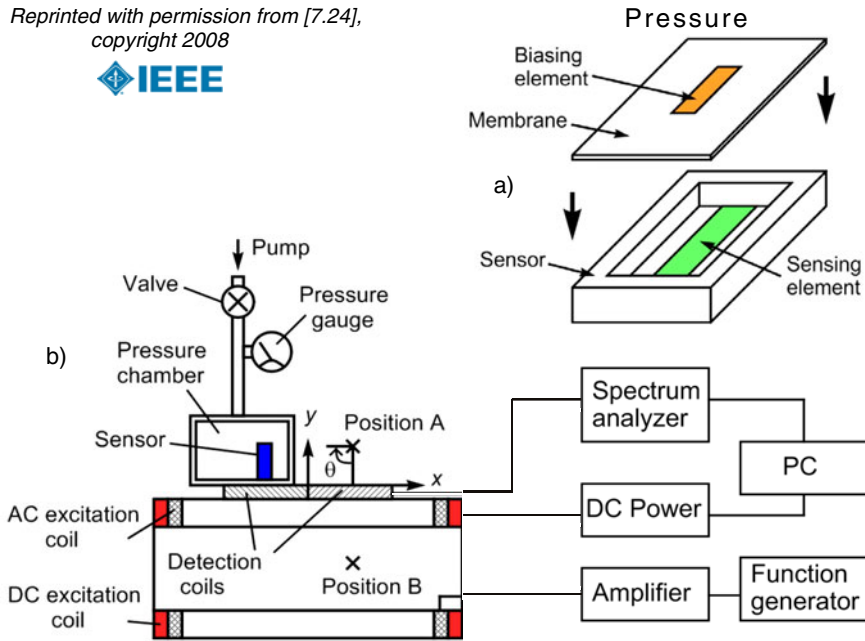 Reprinted with permission from [7.24],
copyright 2008
IEEE
Pressure
Biasing
element
Membrane
a)
Sensor
Sensing
element
Pump
Valve
Pressure
gauge
b)
Pressure
chamber
Sensor
y
Position A
θ
x
AC excitation
coil
Detection
coils
Position B
DC excitation
coil
Spectrum
analyzer
PC
DC Power
Amplifier
Function
generator